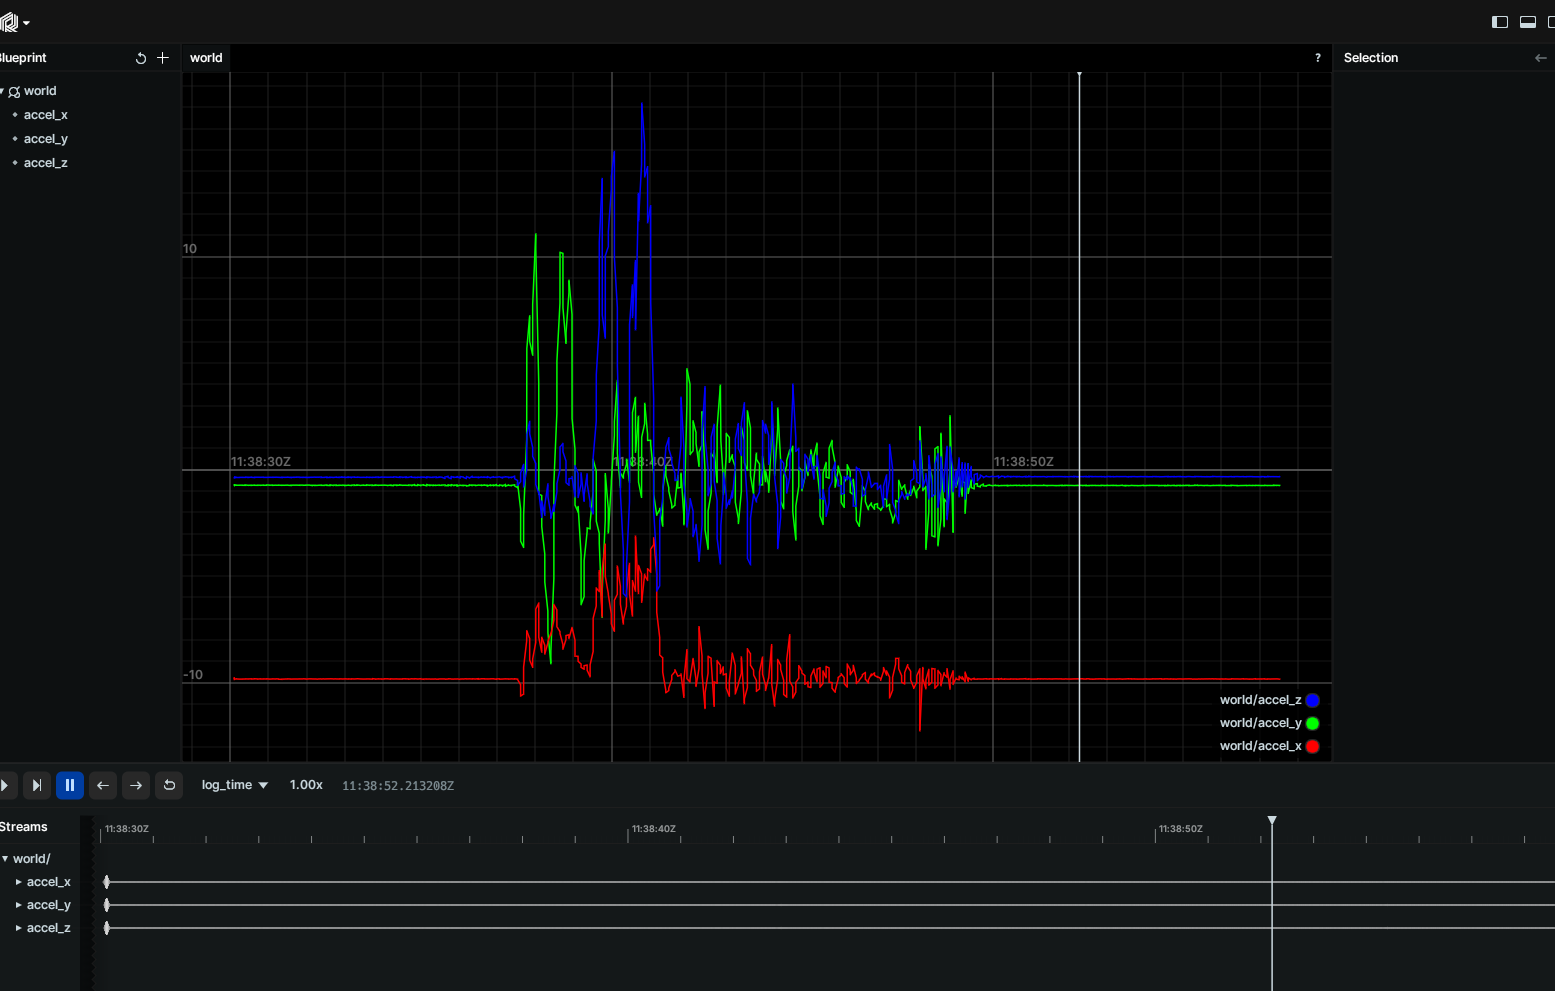 Blueprint
world
?
Selection
world
accel_x
accel_y
accel_z
10
11:38:30Z
11:38:40Z
11:38:50Z
-10
world/accel_z
world/accel_y
world/accel_x
log_time
1.00x
11:38:52.213208Z
Streams
11:38:30Z
11:38:40Z
11:38:50Z
world/
accel_x
accel_y
accel_z